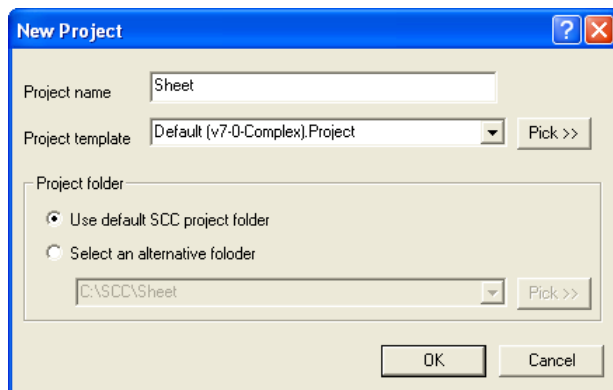 New Project
Project name Sheet
Project template Default (v7-0-Complex).Project Pick >>
Project folder
Use default SCC project folder
Select an alternative foloder
C:\SCC\Sheet Pick >>
OK Cancel